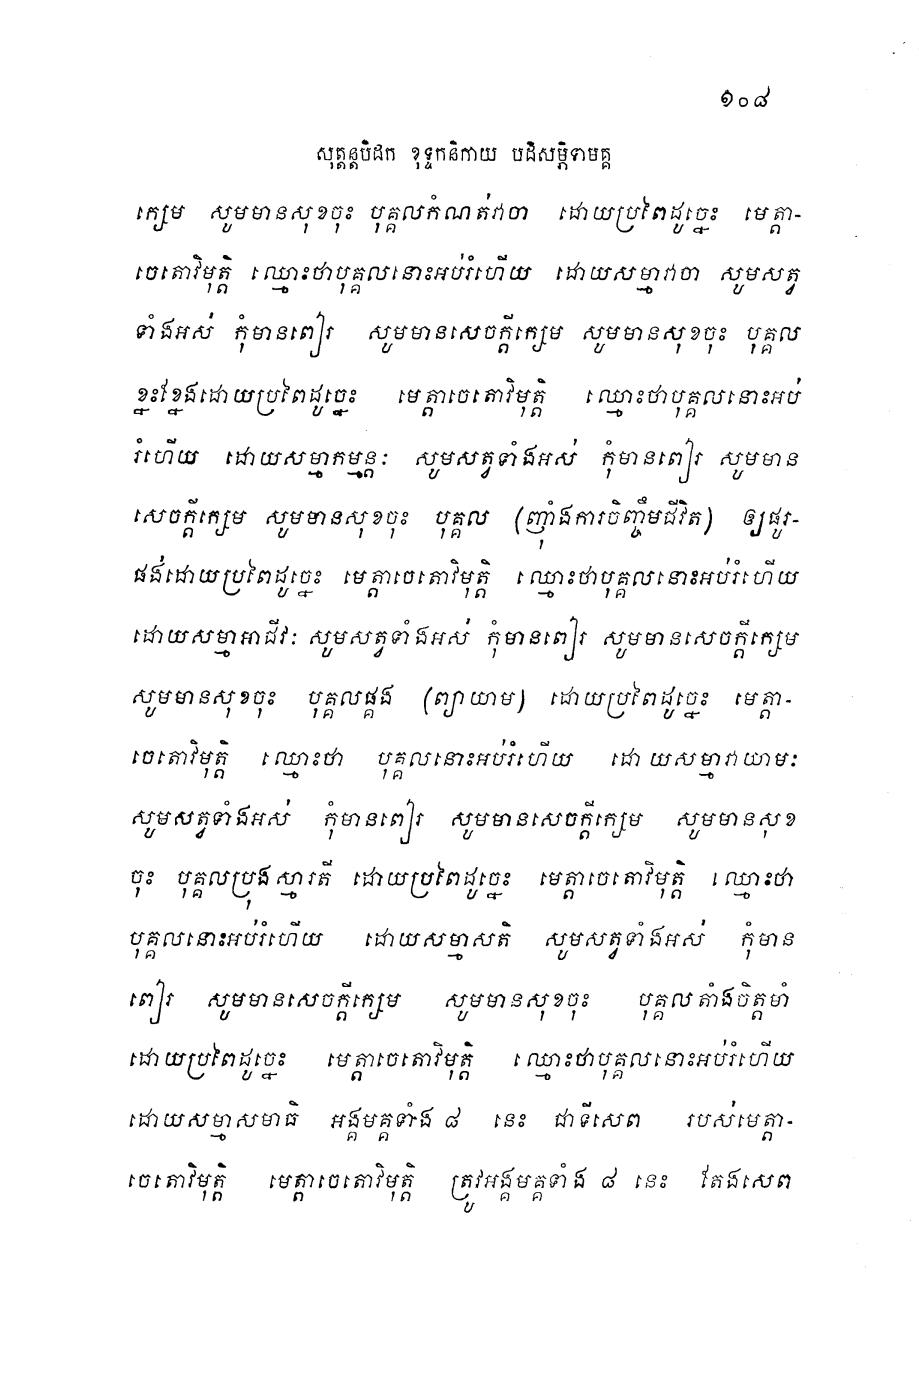 ១០៨
សុត្តន្តបិដក ខុទ្ទកនិកាយ បដិសម្ភិទាមគ្គ
ក្សេម សូមមានសុខចុះ បុគ្គលកំណត់វាចា ដោយប្រពៃដូច្នេះ មេត្តា-
ចេតោវិមុត្តិ ឈ្មោះថាបុគ្គលនោះអប់រំហើយ ដោយសម្មាវាចា សូមសត្វ
ទាំងអស់ កុំមានពៀរ សូមមានសេចក្តីក្សេម សូមមានសុខចុះ បុគ្គល
ខ្នះខ្នែងដោយប្រពៃដូច្នេះ មេត្តាចេតោវិមុត្តិ ឈ្មោះថាបុគ្គលនោះអប់
រំហើយ ដោយសម្មាកម្មន្តៈ សូមសត្វទាំងអស់ កុំមានពៀរ សូមមាន
សេចក្តីក្សេម សូមមានសុខចុះ បុគ្គល (ញុំាងការចិញ្ចឹមជីវិត) ឲ្យផូរ-
ផង់ដោយប្រពៃដូច្នេះ មេត្តាចេតោវិមុត្តិ ឈ្មោះថាបុគ្គលនោះអប់រំហើយ
ដោយសម្មាអាជីវៈ សូមសត្វទាំងអស់ កុំមានពៀរ សូមមានសេចក្តីក្សេម
សូមមានសុខចុះ បុគ្គលផ្គង (ព្យាយាម) ដោយប្រពៃដូច្នេះ មេត្តា-
ចេតោវិមុត្តិ ឈ្មោះថា បុគ្គលនោះអប់រំហើយ ដោយសម្មាវាយាមៈ
សូមសត្វទាំងអស់ កុំមានពៀរ សូមមានសេចក្តីក្សេម សូមមានសុខ
ចុះ បុគ្គលប្រុងស្មារតី ដោយប្រពៃដូច្នេះ មេត្តាចេតោវិមុត្តិ ឈ្មោះថា
បុគ្គលនោះអប់រំហើយ ដោយសម្មាសតិ សូមសត្វទាំងអស់ កុំមាន
ពៀរ សូមមានសេចក្តីក្សេម សូមមានសុខចុះ បុគ្គលតាំងចិត្តមាំ
ដោយប្រពៃដូច្នេះ មេត្តាចេតោវិមុត្តិ ឈ្មោះថាបុគ្គលនោះអប់រំហើយ
ដោយសម្មាសមាធិ អង្គមគ្គទាំង ៨ នេះ ជាទីសេព របស់មេត្តា-
ចេតោវិមុត្តិ មេត្តាចេតោវិមុត្តិ ត្រូវអង្គមគ្គទាំង ៨ នេះ តែងសេព